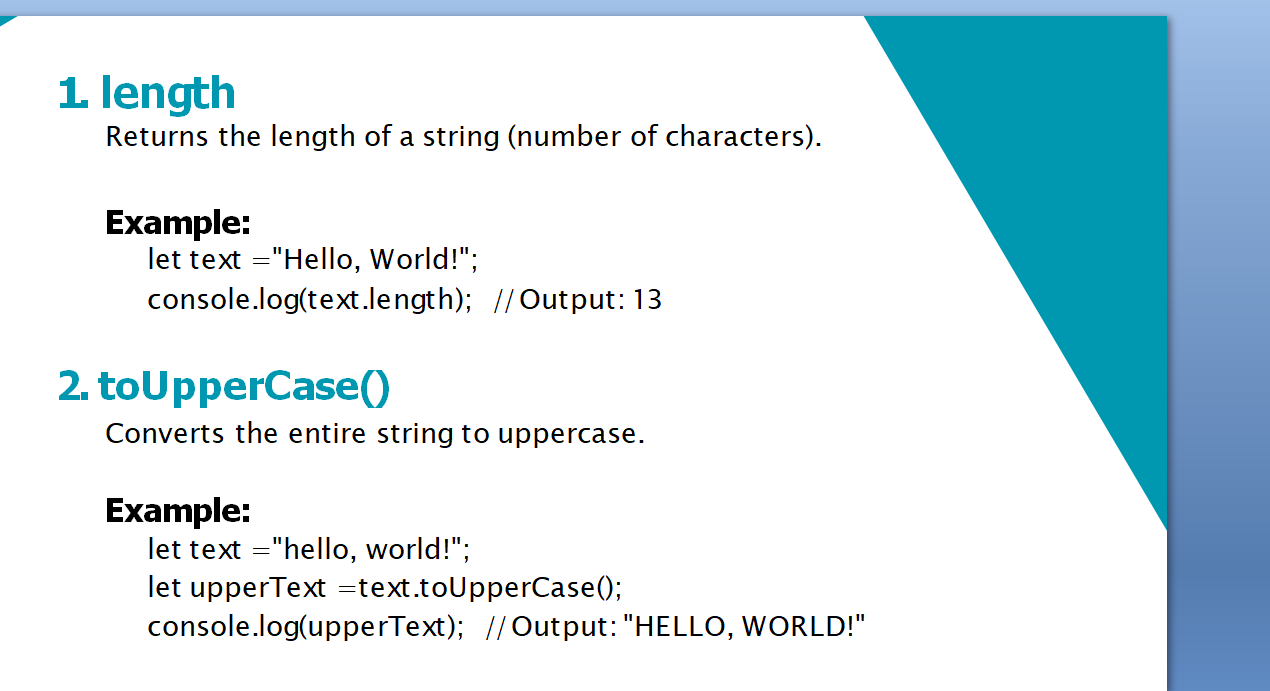 1. length
Returns the length of a string (number of characters).
Example:
let text ="Hello, World!";
console.log(text.length); //Output: 13
2. toUpperCase()
Converts the entire string to uppercase.
Example:
let text ="hello, world!";
let upperText =text.toUpperCase();
console.log(upperText); //Output: "HELLO, WORLD!"